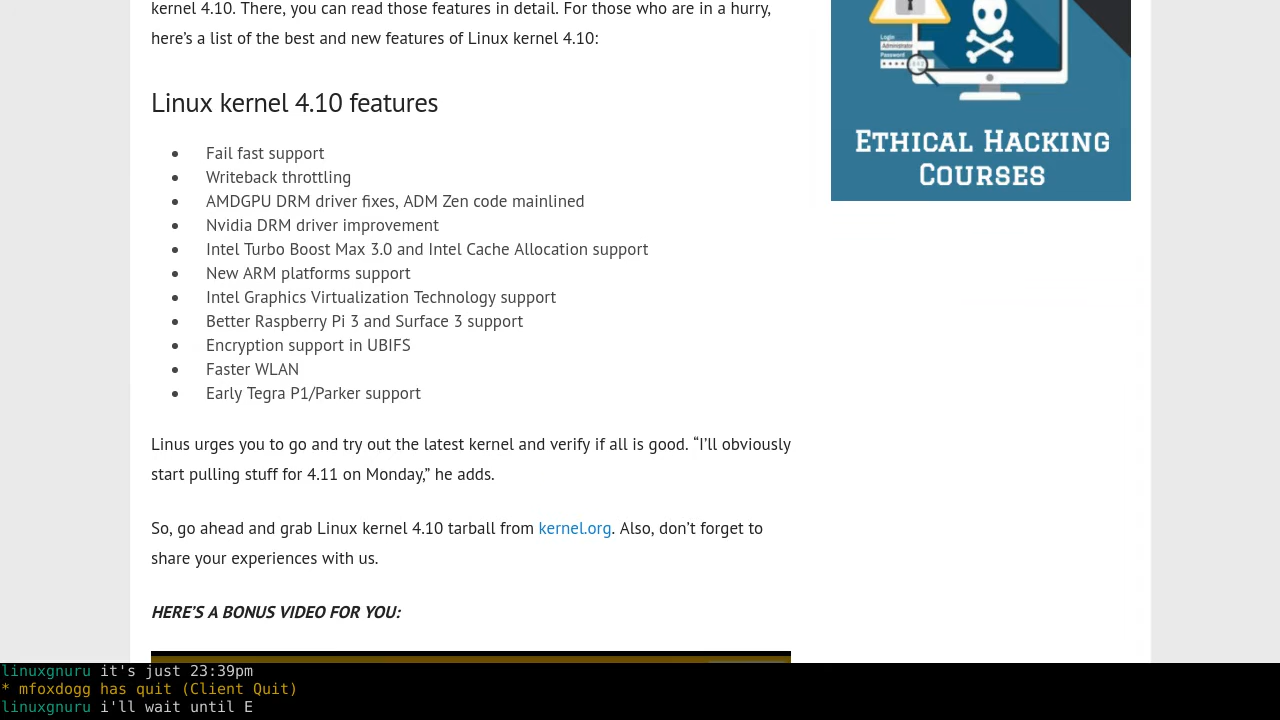 kernel 4.10. There, you can read those features in detail. For those who are in a hurry,
here's a list of the best and new features of Linux kernel 4.10:
Linux kernel 4.10 features
• Fail fast support
• Writeback throttling
• AMDGPU DRM driver fixes, ADM Zen code mainlined
• Nvidia DRM driver improvement
• Intel Turbo Boost Max 3.0 and Intel Cache Allocation support
• New ARM platforms support
• Intel Graphics Virtualization Technology support
• Better Raspberry Pi 3 and Surface 3 support
• Encryption support in UBIFS
• Faster WLAN
• Early Tegra P1/Parker support
Linus urges you to go and try out the latest kernel and verify if all is good. “I’ll obviously
start pulling stuff for 4.11 on Monday,” he adds.
So, go ahead and grab Linux kernel 4.10 tarball from kernel.org. Also, don’t forget to
share your experiences with us.
HERE’S A BONUS VIDEO FOR YOU:
Login
Administrator
Password
ETHICAL HACKING
COURSES
linuxgnuru it's just 23:39pm
* mfoxdogg has quit (Client Quit)
linuxgnuru i'll wait until E